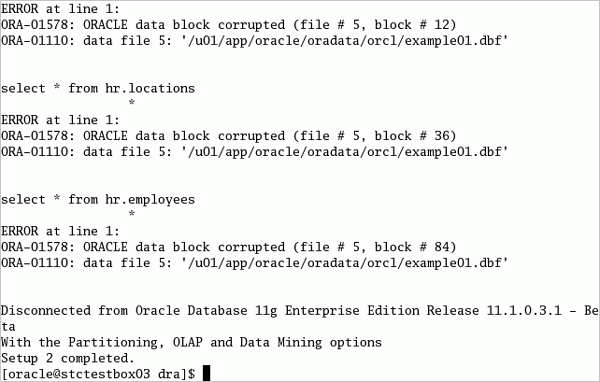 ERROR at line 1:
ORA-01578: ORACLE data block corrupted (file # 5, block # 12)
ORA-01110: data file 5: '/u01/app/oracle/oradata/orcl/example01.dbf'
select * from hr.locations
*
ERROR at line 1:
ORA-01578: ORACLE data block corrupted (file # 5, block # 36)
ORA-01110: data file 5: '/u01/app/oracle/oradata/orcl/example01.dbf'
select * from hr.employees
*
ERROR at line 1:
ORA-01578: ORACLE data block corrupted (file # 5, block # 84)
ORA-01110: data file 5: '/u01/app/oracle/oradata/orcl/example01.dbf'
Disconnected from Oracle Database 11g Enterprise Edition Release 11.1.0.3.1 - Be
ta
With the Partitioning, OLAP and Data Mining options
Setup 2 completed.
[oracle@stctestbox03 dra]$